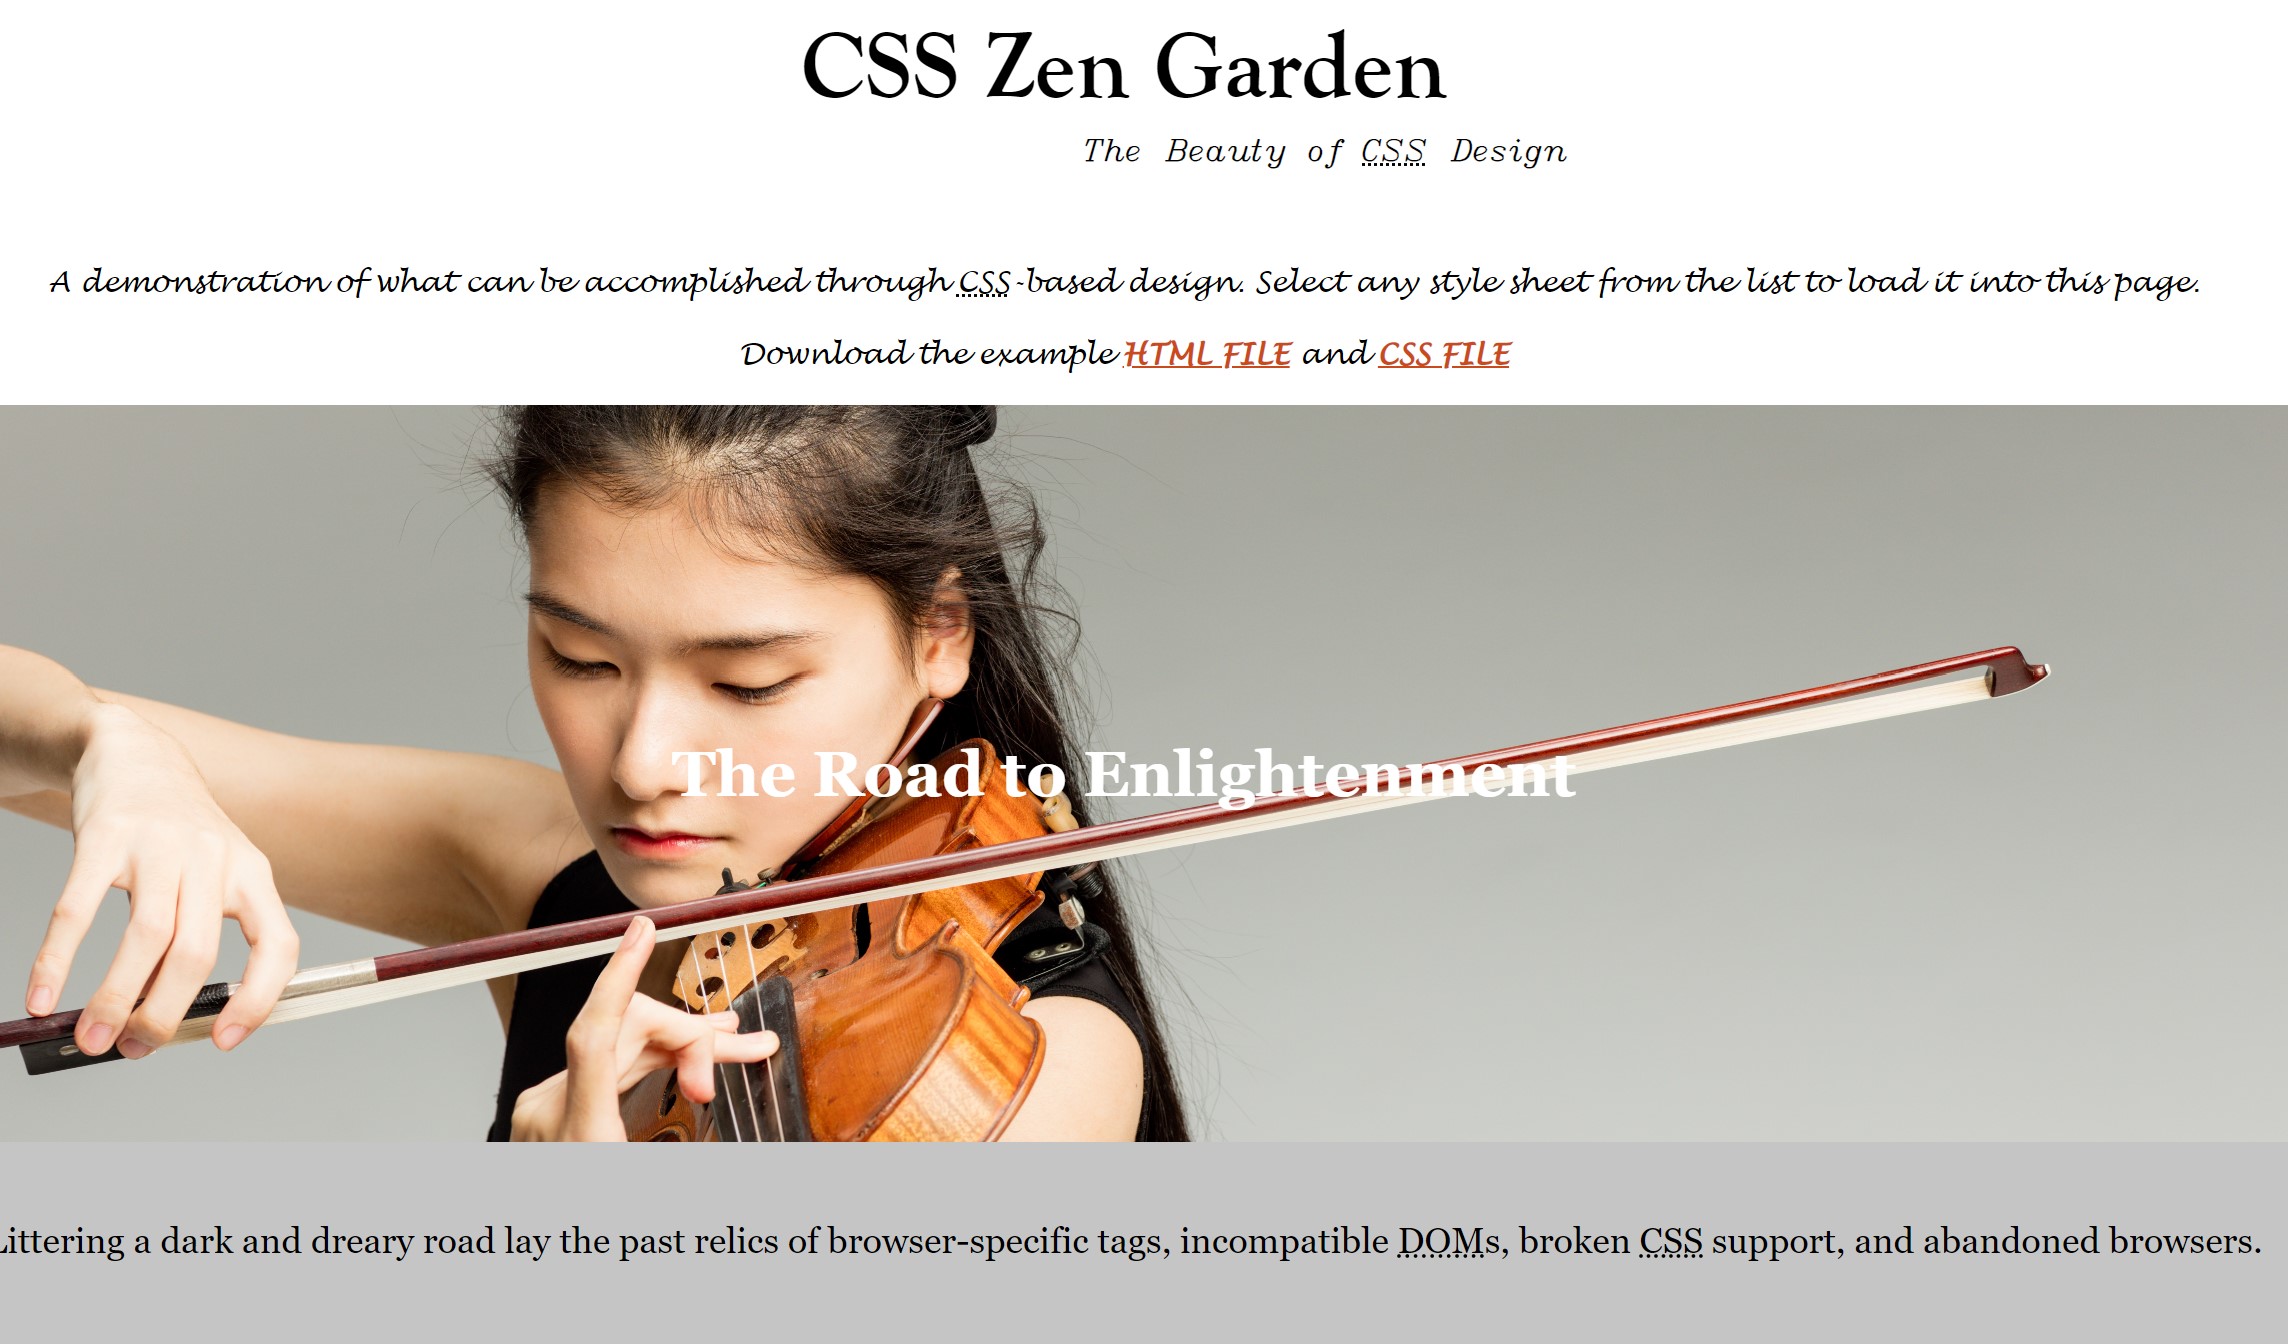 CSS Zen Garden
The Beauty of CSS Design
A demonstration of what can be accomplished through CSS-based design. Select any style sheet from the list to load it into this page.
Download the example HTML FILE and CSS FILE
The Road to Enlightenment
Littering a dark and dreary road lay the past relics of browser-specific tags, incompatible DOMs, broken CSS support, and abandoned browsers.